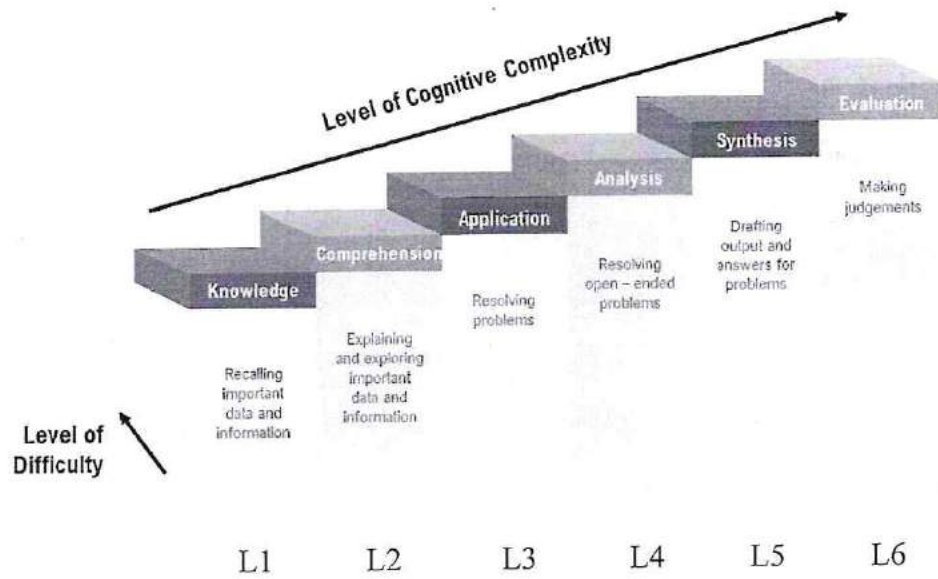 Level of Cognitive Complexity
Evaluation
Synthesis
Analysis
Application
Comprehension
Knowledge
Making
judgements
Drafting
output and
answers for
problems
Resolving
open – ended
problems
Resolving
problems
Explaining
and exploring
important
data and
information
Recalling
important
data and
information
Level of
Difficulty
L1 L2 L3 L4 L5 L6